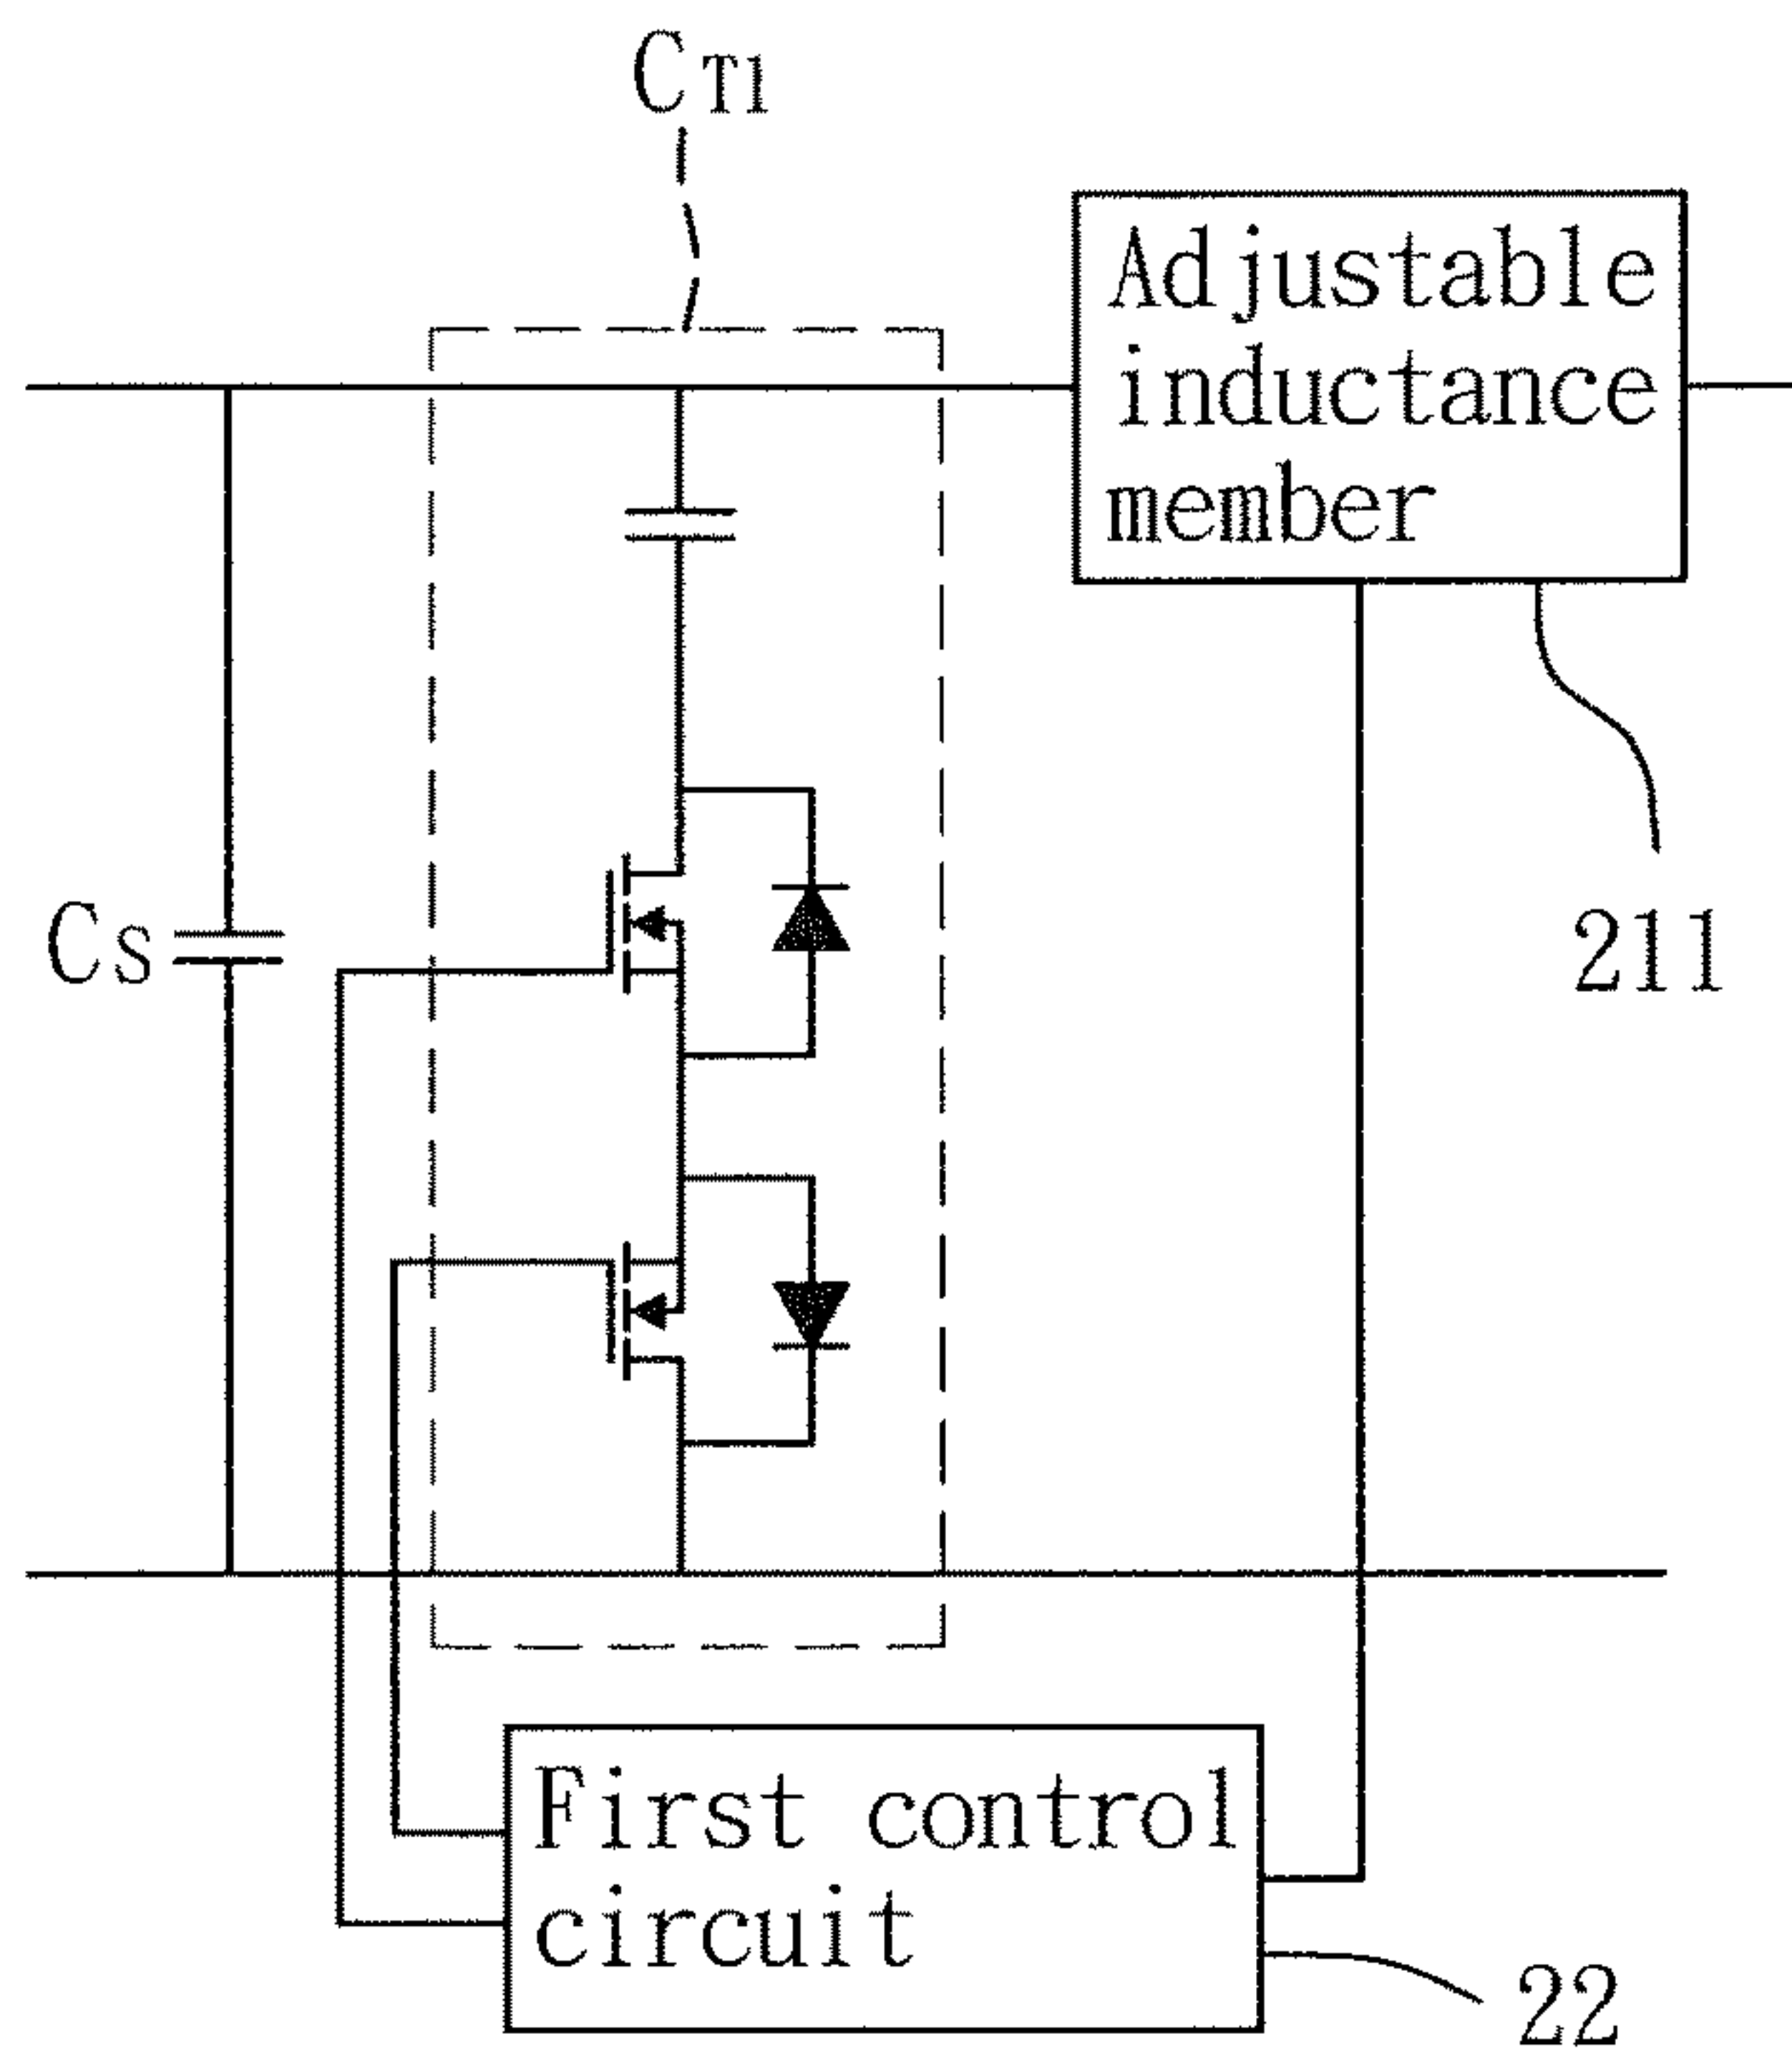 CT1
Adjustable
inductance
member
CS
211
First control
circuit
22